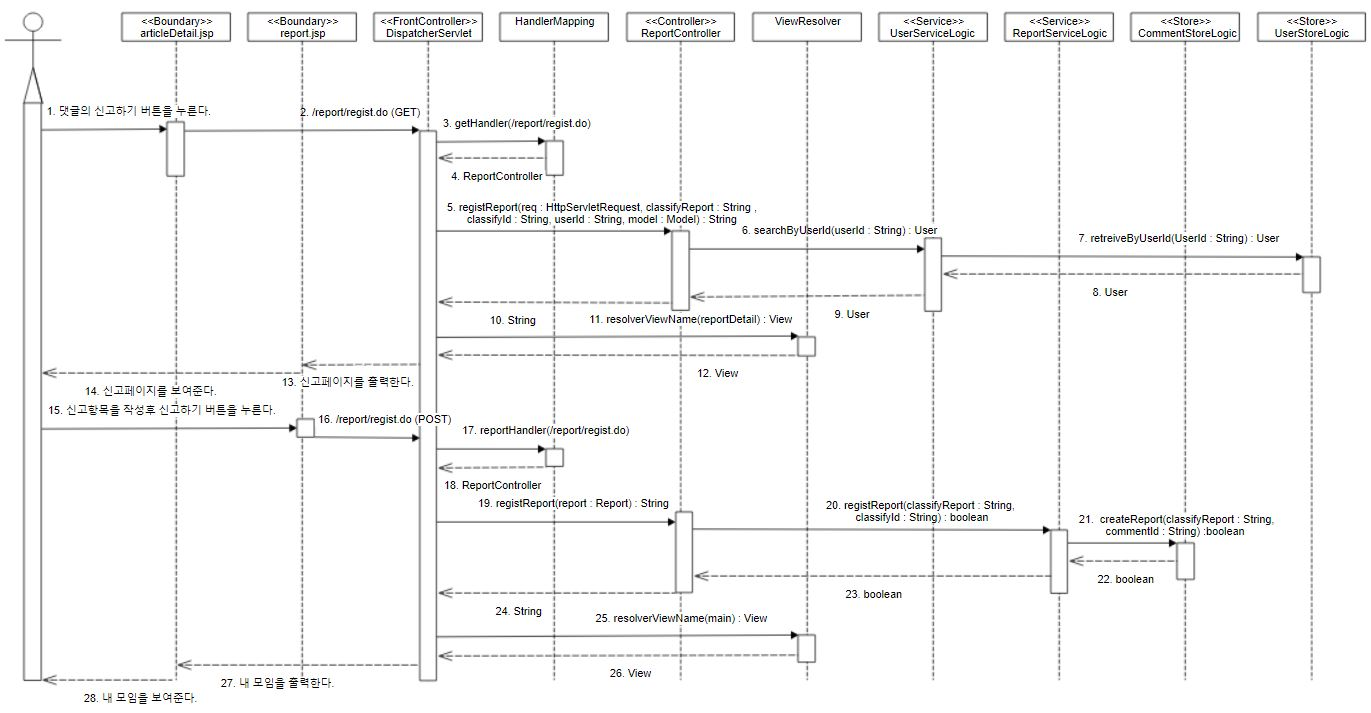 <<Boundary>>
articleDetail.jsp
<<Boundary>>
report.jsp
<<FrontController>>
DispatcherServlet
HandlerMapping
<<Controller>>
ReportController
ViewResolver
<<Service>>
UserServiceLogic
<<Service>>
ReportServiceLogic
<<Store>>
CommentStoreLogic
<<Store>>
UserStoreLogic
1. 댓글의 신고하기 버튼을 누른다.
2. /report/regist.do (GET)
3. getHandler(/report/regist.do)
4. ReportController
5. registReport(req : HttpServletRequest, classifyReport : String ,
classifyId : String, userId : String, model : Model) : String
6. searchByUserId(userId : String) : User
7. retreiveByUserId(UserId : String) : User
8. User
9. User
10. String
11. resolverViewName(reportDetail) : View
12. View
13. 신고페이지를 출력한다.
14. 신고페이지를 보여준다.
15. 신고항목을 작성후 신고하기 버튼을 누른다.
16. /report/regist.do (POST)
17. reportHandler(/report/regist.do)
18. ReportController
19. registReport(report : Report) : String
20. registReport(classifyReport : String,
classifyId : String) : boolean
21. createReport(classifyReport : String,
commentId : String) :boolean
22. boolean
23. boolean
24. String
25. resolverViewName(main) : View
26. View
27. 내 모임을 출력한다.
28. 내 모임을 보여준다.